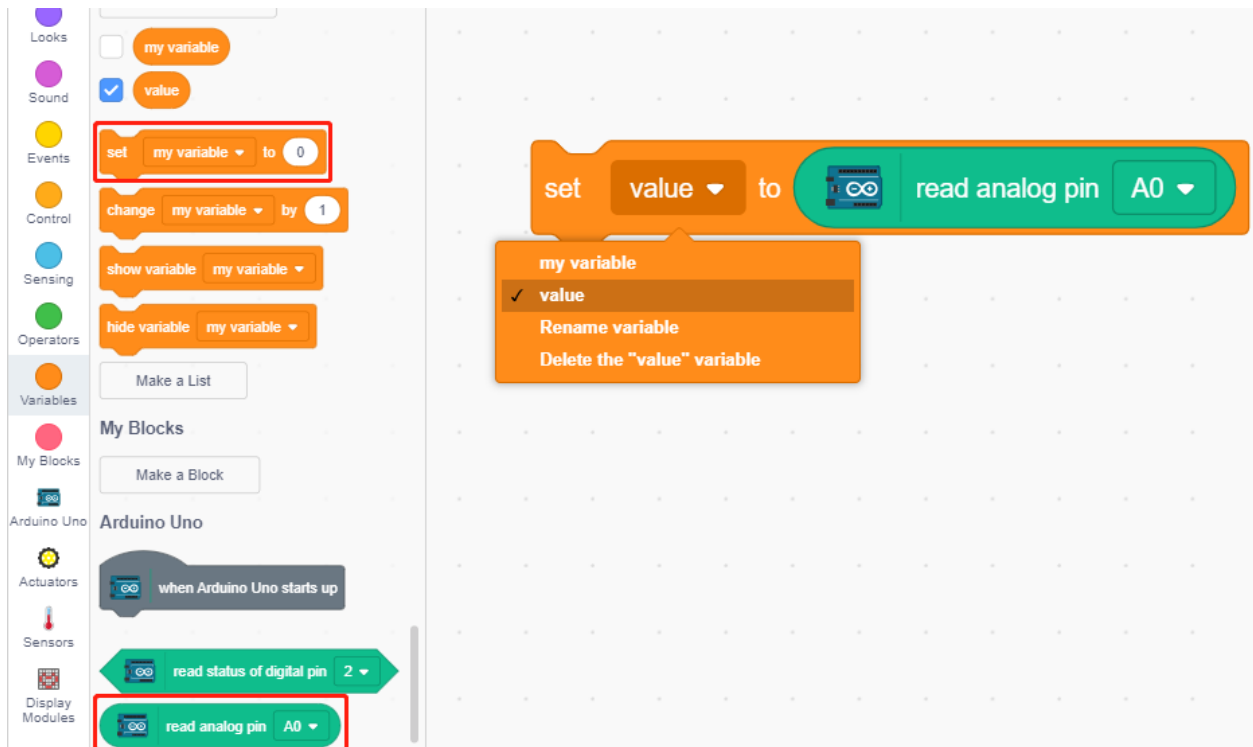 Looks
Sound
Events
Control
Sensing
Operators
Variables
My Blocks
Arduino Uno
Actuators
Sensors
Display
Modules
my variable
value
set my variable to 0
change my variable by 1
show variable my variable
hide variable my variable
Make a List
My Blocks
Make a Block
Arduino Uno
when Arduino Uno starts up
read status of digital pin 2
read analog pin A0
set value to read analog pin A0
my variable
✓ value
Rename variable
Delete the "value" variable